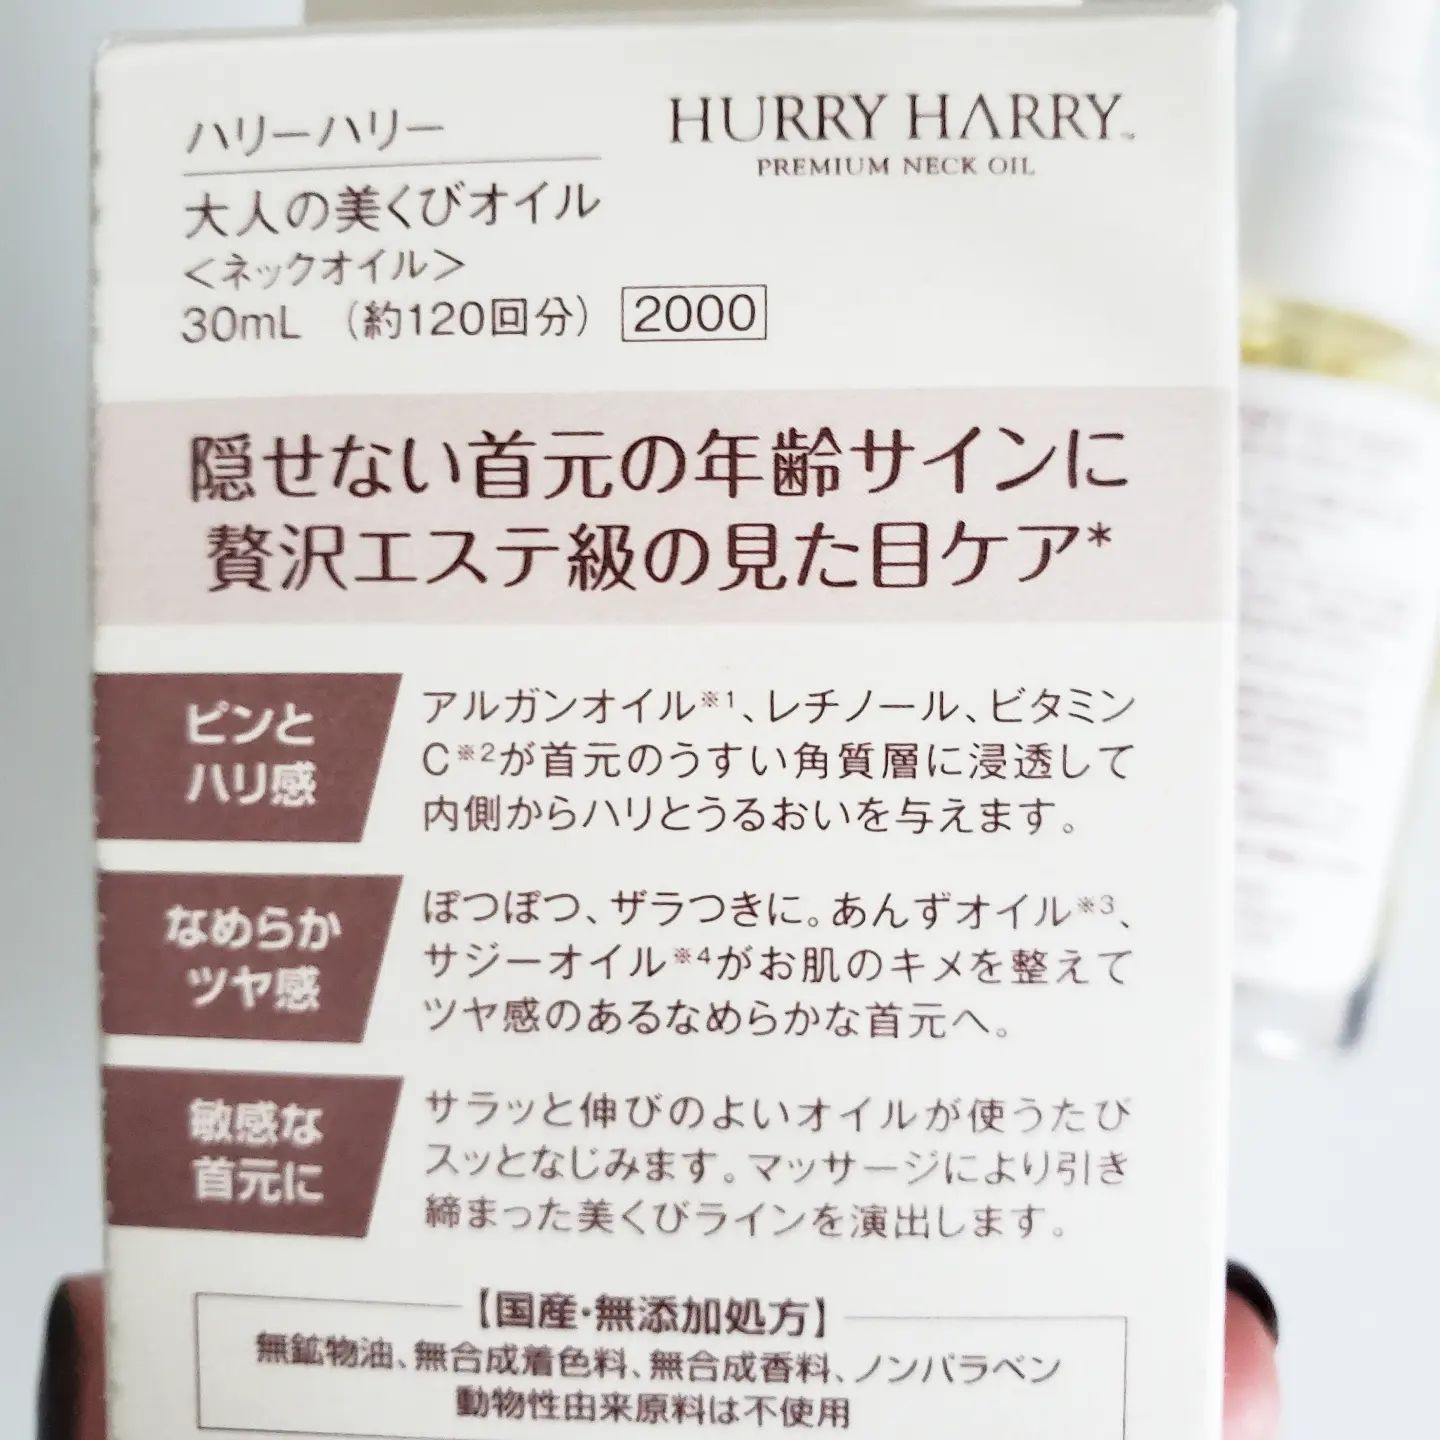 ハリーハリー
HURRY HARRY™
PREMIUM NECK OIL
大人の美くびオイル
＜ネックオイル＞
30mL （約120回分） 2000
隠せない首元の年齢サインに
贅沢エステ級の見た目ケア*
ピンと
ハリ感
アルガンオイル※1、レチノール、ビタミン
C※2が首元のうすい角質層に浸透して
内側からハリとうるおいを与えます。
なめらか
ツヤ感
ぽつぽつ、ザラつきに。あんずオイル※3、
サジーオイル※4がお肌のキメを整えて
ツヤ感のあるなめらかな首元へ。
敏感な
首元に
サラッと伸びのよいオイルが使うたび
スッとなじみます。マッサージにより引き
締まった美くびラインを演出します。
【国産・無添加処方】
無鉱物油、無合成着色料、無合成香料、ノンパラベン
動物性由来原料は不使用